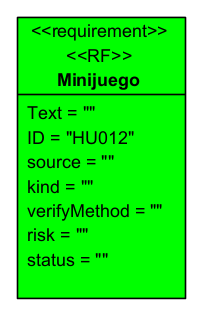 <<requirement>>
<<RF>>
Minijuego
Text = ""
ID = "HU012"
source = ""
kind = ""
verifyMethod = ""
risk = ""
status = ""